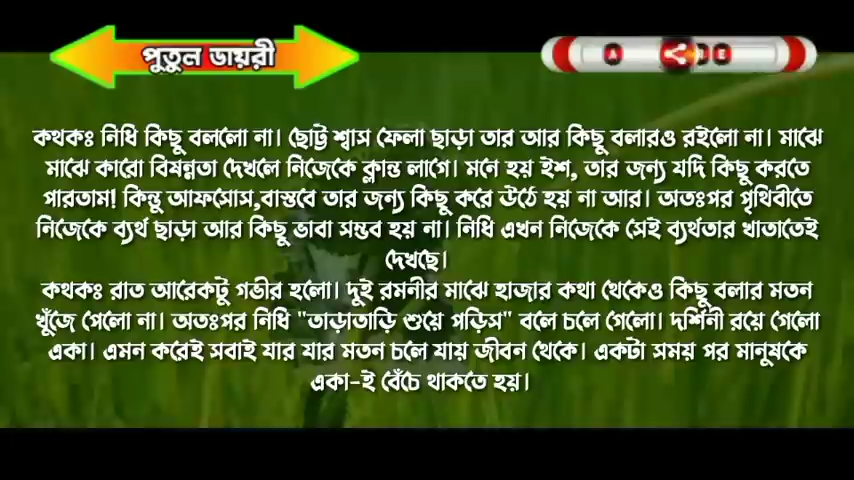 পুতুল ডায়রী
কথকঃ নিধি কিছু বললো না। ছোট্ট শ্বাস ফেলা ছাড়া তার আর কিছু বলারও রইলো না। মাঝে
মাঝে কারো বিষন্নতা দেখলে নিজেকে ক্লান্ত লাগে। মনে হয় ইশ, তার জন্য যদি কিছু করতে
পারতাম! কিন্তু আফসোস,বাস্তবে তার জন্য কিছু করে উঠে হয় না আর। অতঃপর পৃথিবীতে
নিজেকে ব্যর্থ ছাড়া আর কিছু ভাবা সম্ভব হয় না। নিধি এখন নিজেকে সেই ব্যর্থতার খাতাতেই
দেখছে।
কথকঃ রাত আরেকটু গভীর হলো। দুই রমনীর মাঝে হাজার কথা থেকেও কিছু বলার মতন
খুঁজে পেলো না। অতঃপর নিধি "তাড়াতাড়ি শুয়ে পড়িস" বলে চলে গেলো। দর্শিনী রয়ে গেলো
একা। এমন করেই সবাই যার যার মতন চলে যায় জীবন থেকে। একটা সময় পর মানুষকে
একা-ই বেঁচে থাকতে হয়।